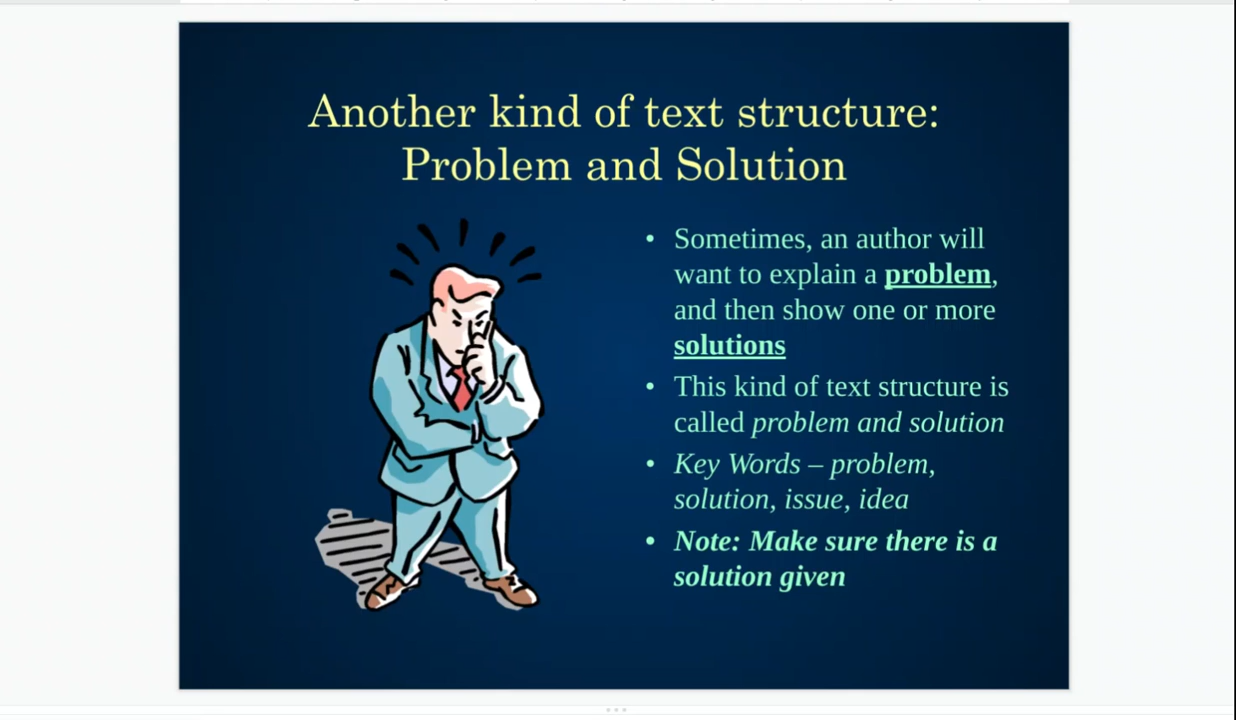 Another kind of text structure:
Problem and Solution
• Sometimes, an author will
want to explain a problem,
and then show one or more
solutions
• This kind of text structure is
called problem and solution
• Key Words – problem,
solution, issue, idea
• Note: Make sure there is a
solution given